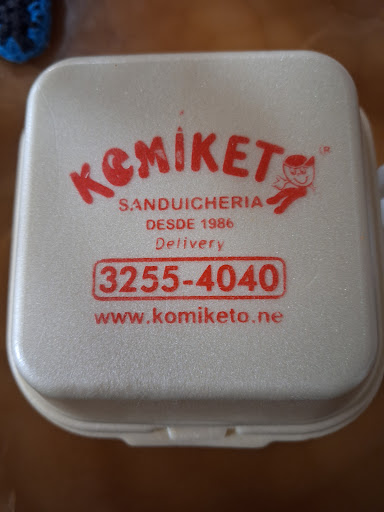 KOMIKETO ®
SANDUICHERIA
DESDE 1986
Delivery
3255-4040
www.komiketo.ne